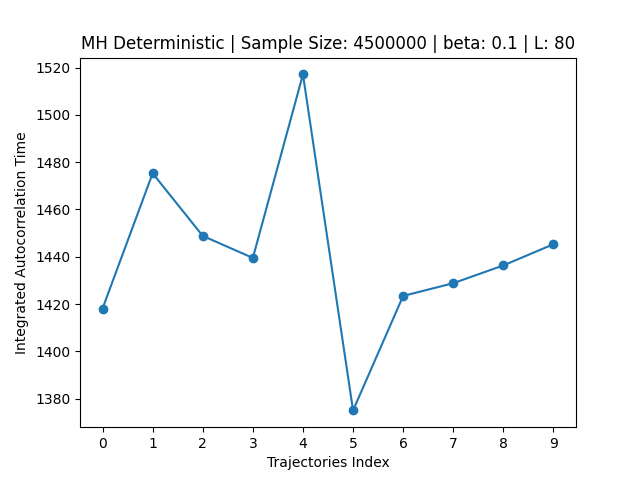 MH Deterministic | Sample Size: 4500000 | beta: 0.1 | L: 80
Integrated Autocorrelation Time
1520
1500
1480
1460
1440
1420
1400
1380
0 1 2 3 4 5 6 7 8 9
Trajectories Index